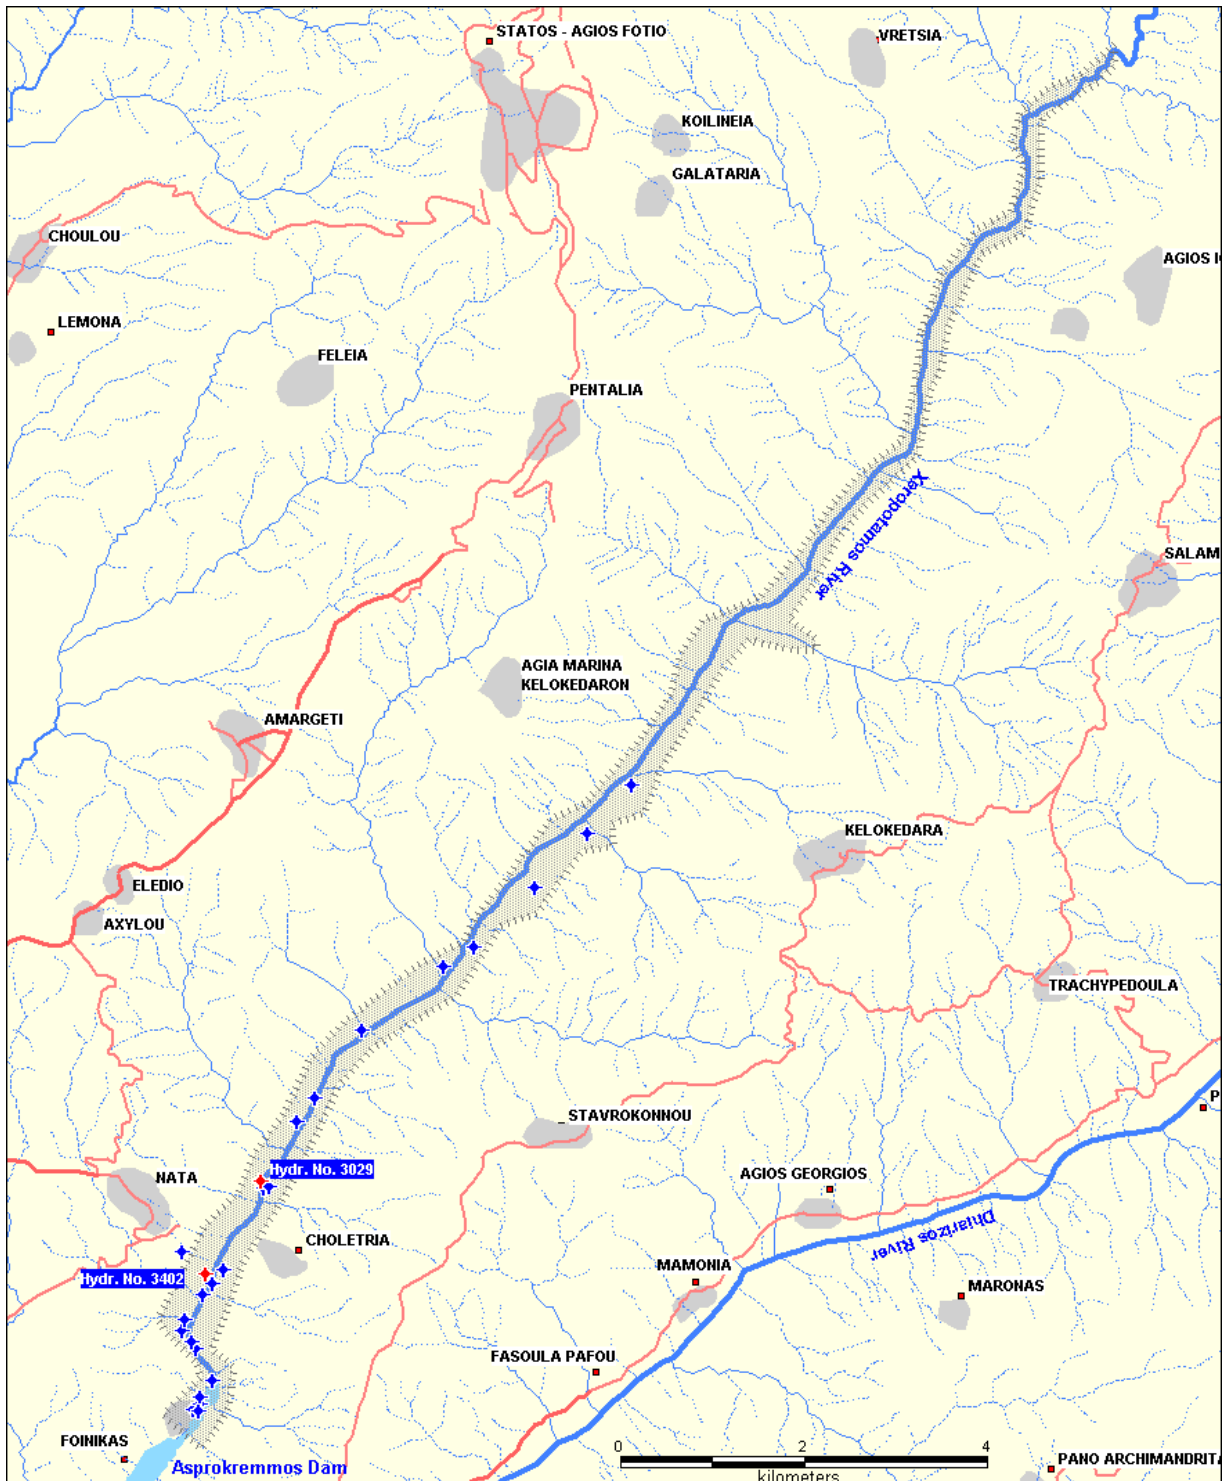 STATOS - AGIOS FOTIO
VRETSIA
KOILINEIA
GALATARIA
CHOULOU
AGIOS I
LEMONA
FELEIA
PENTALIA
Xeropotamos River
SALAM
AGIA MARINA
KELOKEDARON
AMARGETI
KELOKEDARA
ELEDIO
AXYLOU
TRACHYPEDOULA
P
STAVROKONNOU
Hydr. No. 3029
NATA
AGIOS GEORGIOS
Dhiarizos River
CHOLETRIA
MAMONIA
Hydr. No. 3402
MARONAS
FASOULA PAFOU
FOINIKAS
Asprokremmos Dam
0 2 4
kilometers
PANO ARCHIMANDRIT